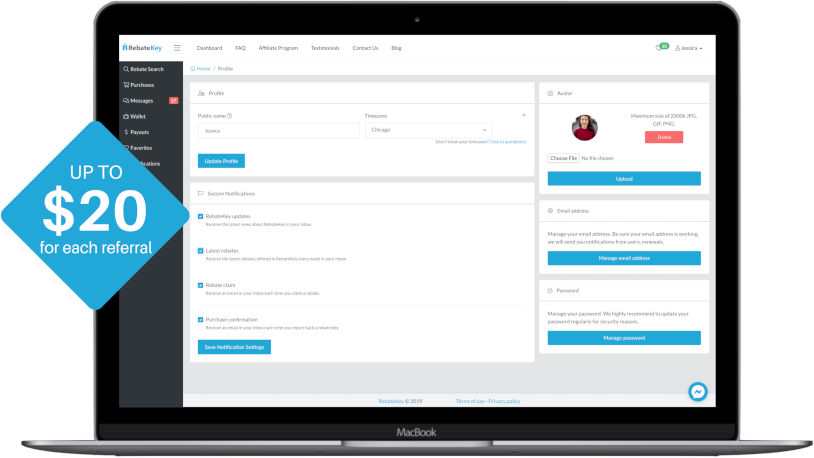 RebateKey
Dashboard
FAQ
Affiliate Program
Testimonials
Contact Us
Blog
50
Jessica
Rebate Search
Purchases
Messages
17
Wallet
Payouts
Favorites
UP TO
$20
for each referral
Home / Profile
Profile
Public name
Jessica
Timezone
+
Chicago
Don't know your timezone? Click to autodetect
Update Profile
System Notifications
RebateKey updates
Receive the latest news about RebateKey in your inbox.
Latest rebates
Receive the latest rebates offered in RebateKey every week in your inbox.
Rebate claim
Receive an email in your inbox each time you claim a rebate.
Purchase confirmation
Receive an email in your inbox each time you report back a rebate key.
Save Notification Settings
Avatar
Maximum size of 2000k JPG,
GIF, PNG.
Delete
Choose File No file chosen
Upload
Email address
Manage your email address. Be sure your email address is working,
we will send you notifications from users, renewals.
Manage email address
Password
Manage your password. We highly recommend to update your
password regularly for security reasons.
Manage password
RebateKey © 2019
Terms of use - Privacy policy
MacBook